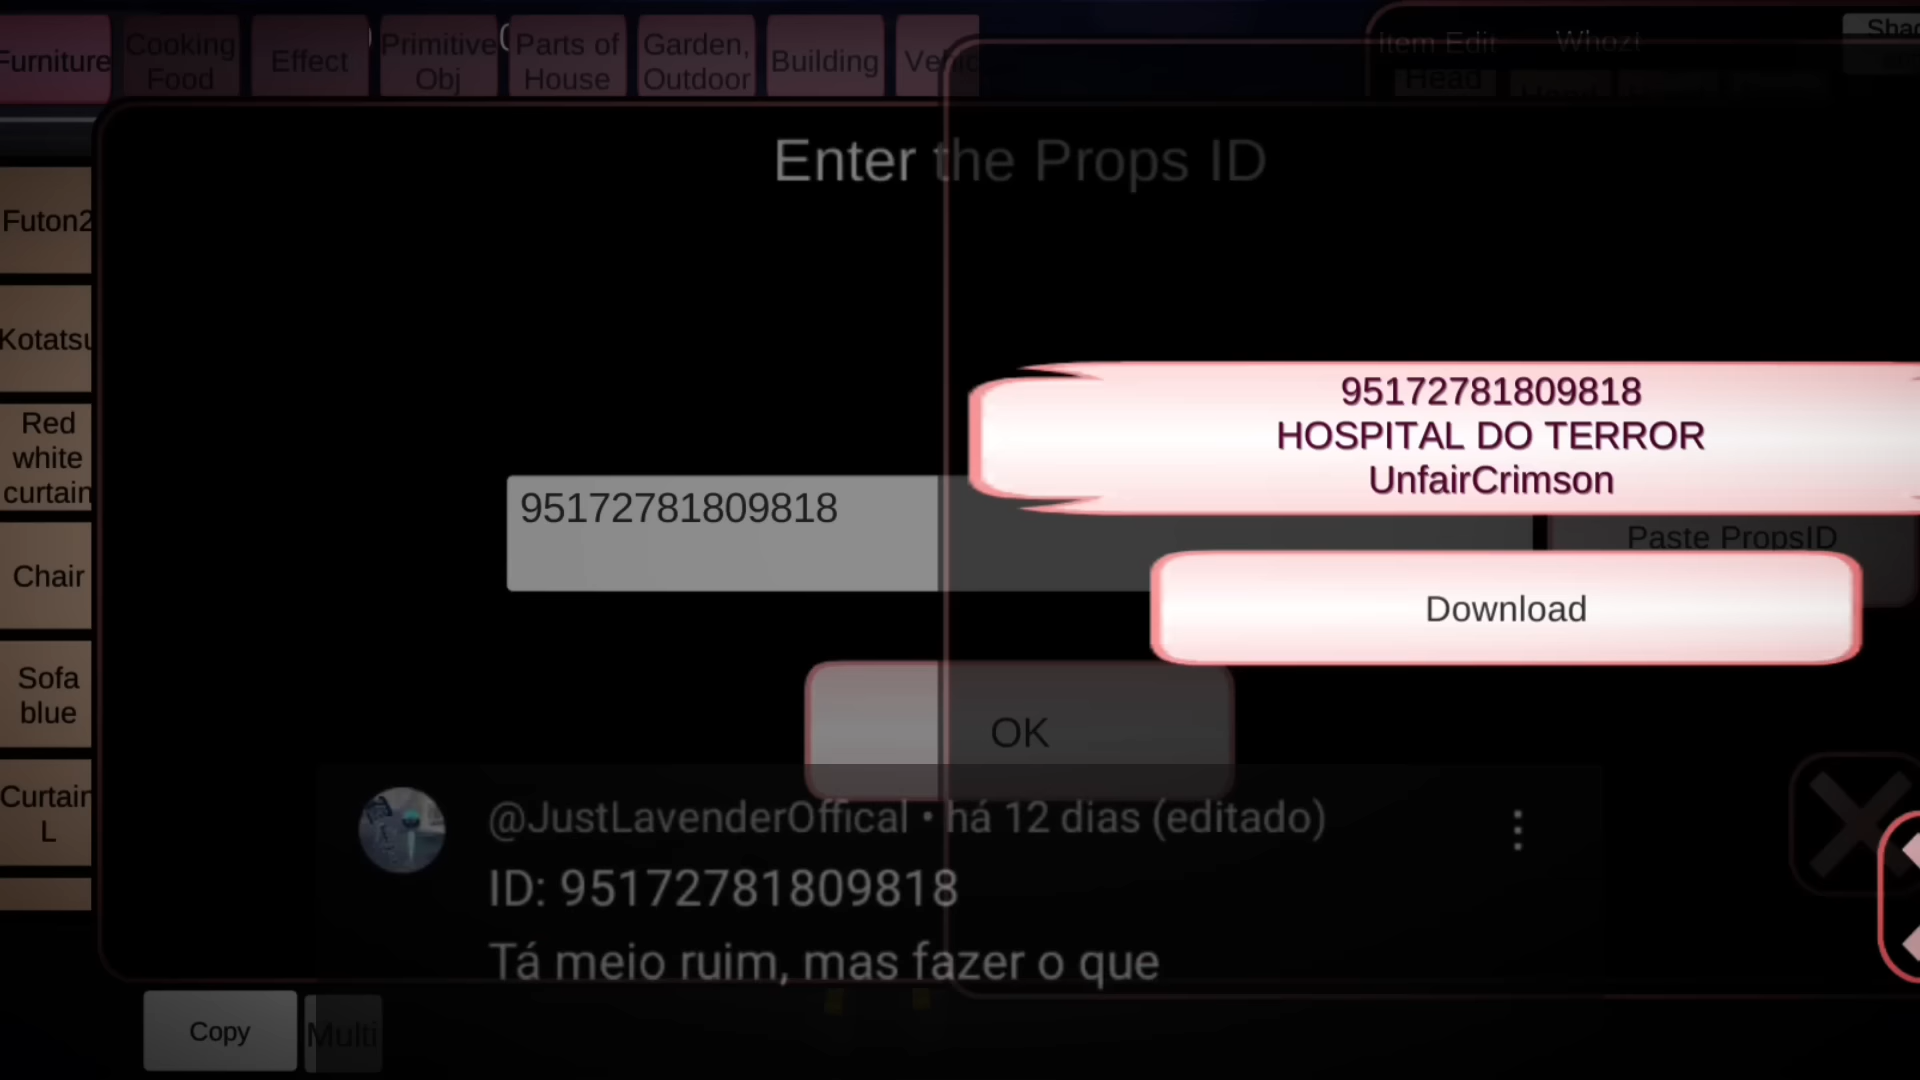 Furniture
Cooking
Food
Effect
Primitive
Obj
Parts of
House
Garden,
Outdoor
Building
Item Edit
Head
Enter the Props ID
Futon2
Kotatsu
Red
white
curtain
Chair
Sofa
blue
Curtain
L
95172781809818
95172781809818
HOSPITAL DO TERROR
UnfairCrimson
Paste PropsID
Download
OK
@JustLavenderOffical • há 12 dias (editado)
ID: 95172781809818
Tá meio ruim, mas fazer o que
Copy
Multi